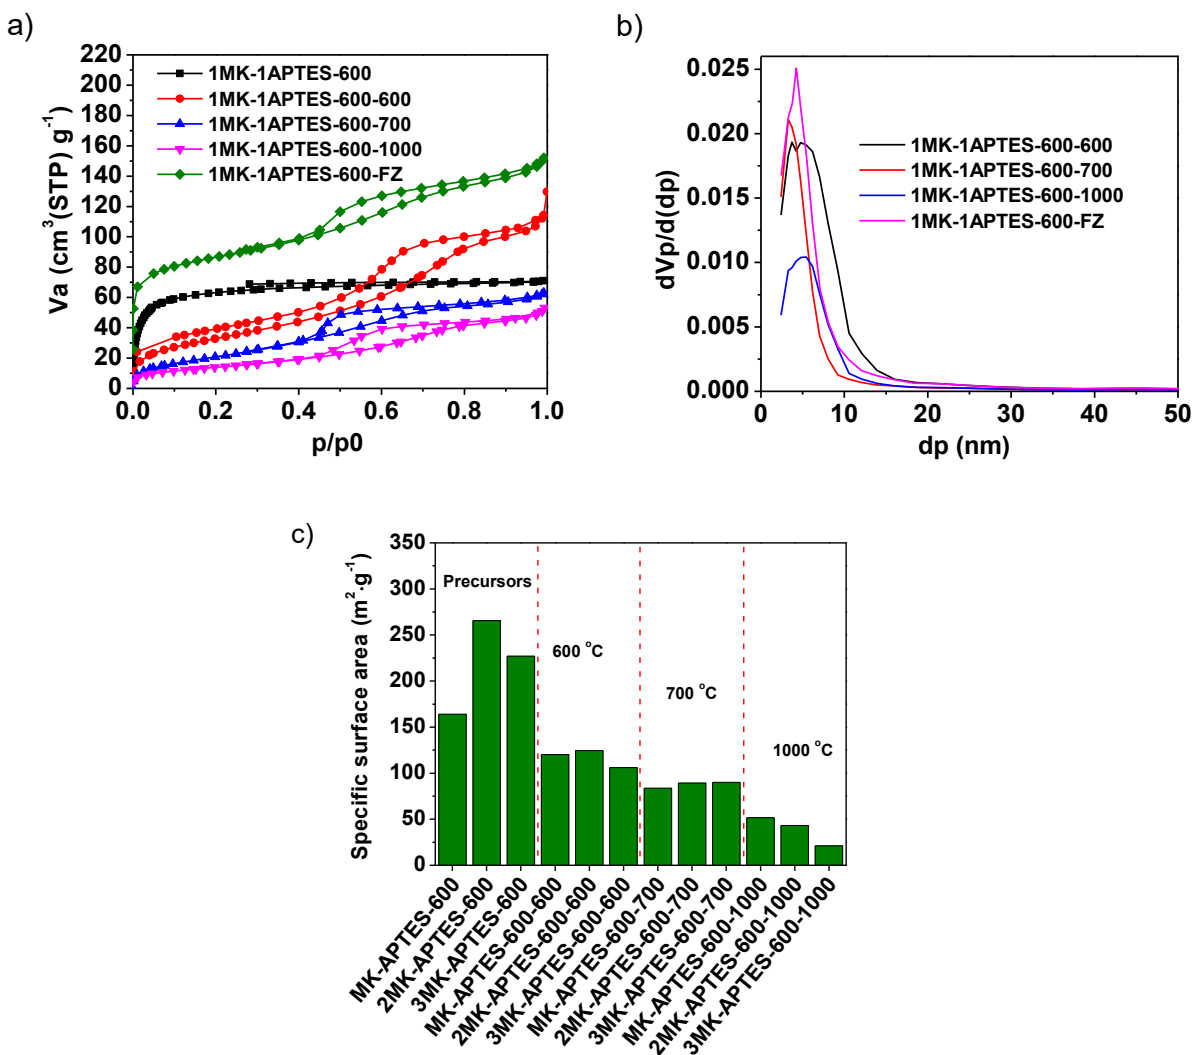 a)
220
200
180
160
140
120
100
80
60
40
20
0
Va (cm³(STP) g⁻¹)
1MK-1APTES-600
1MK-1APTES-600-600
1MK-1APTES-600-700
1MK-1APTES-600-1000
1MK-1APTES-600-FZ
0.0 0.2 0.4 0.6 0.8 1.0
p/p0
b)
0.025
0.020
0.015
0.010
0.005
0.000
dVp/d(dp)
1MK-1APTES-600-600
1MK-1APTES-600-700
1MK-1APTES-600-1000
1MK-1APTES-600-FZ
0 10 20 30 40 50
dp (nm)
c)
350
300
250
200
150
100
50
0
Specific surface area (m²·g⁻¹)
Precursors
600 °C
700 °C
1000 °C
MK-APTES-600
2MK-APTES-600
3MK-APTES-600
MK-APTES-600-600
2MK-APTES-600-600
3MK-APTES-600-600
MK-APTES-600-700
2MK-APTES-600-700
3MK-APTES-600-700
MK-APTES-600-1000
2MK-APTES-600-1000
3MK-APTES-600-1000